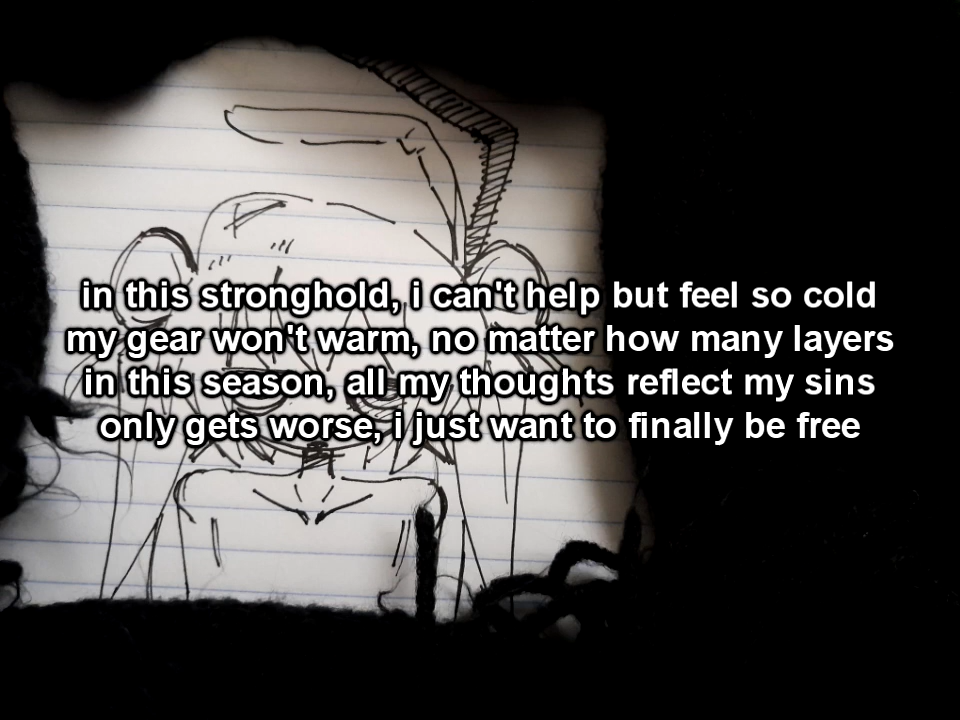 in this stronghold, i can't help but feel so cold
my gear won't warm, no matter how many layers
in this season, all my thoughts reflect my sins
only gets worse, i just want to finally be free